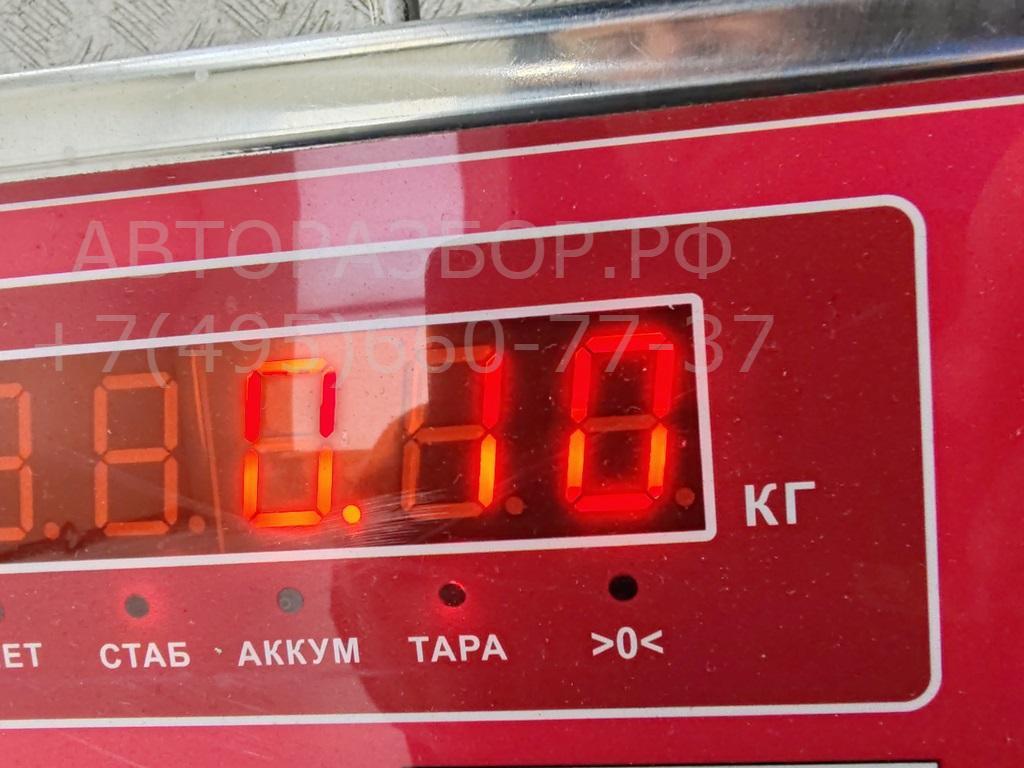 АВТОРАЗБОР.РФ
+7(495)660-77-37
0.10
КГ
ЕТ СТАБ АККУМ ТАРА >0<